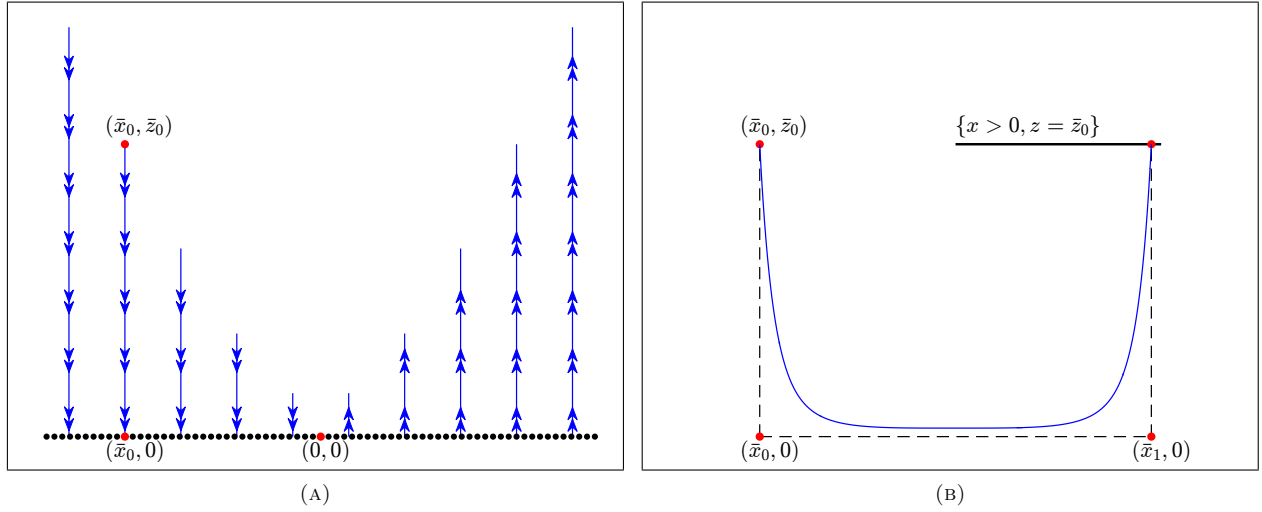 (x̄₀, z̄₀)
(x̄₀, 0)
(0, 0)
(A)
(x̄₀, z̄₀)
{x > 0, z = z̄₀}
(x̄₀, 0)
(x̄₁, 0)
(B)